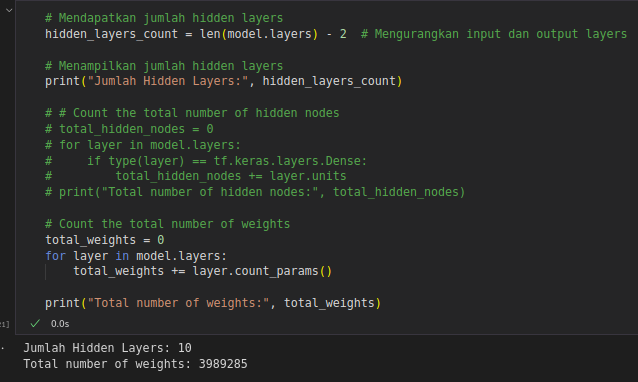 # Mendapatkan jumlah hidden layers
hidden_layers_count = len(model.layers) - 2  # Mengurangkan input dan output layers

# Menampilkan jumlah hidden layers
print("Jumlah Hidden Layers:", hidden_layers_count)

# # Count the total number of hidden nodes
# total_hidden_nodes = 0
# for layer in model.layers:
#     if type(layer) == tf.keras.layers.Dense:
#         total_hidden_nodes += layer.units
# print("Total number of hidden nodes:", total_hidden_nodes)

# Count the total number of weights
total_weights = 0
for layer in model.layers:
    total_weights += layer.count_params()

print("Total number of weights:", total_weights)
0.0s
Jumlah Hidden Layers: 10
Total number of weights: 3989285